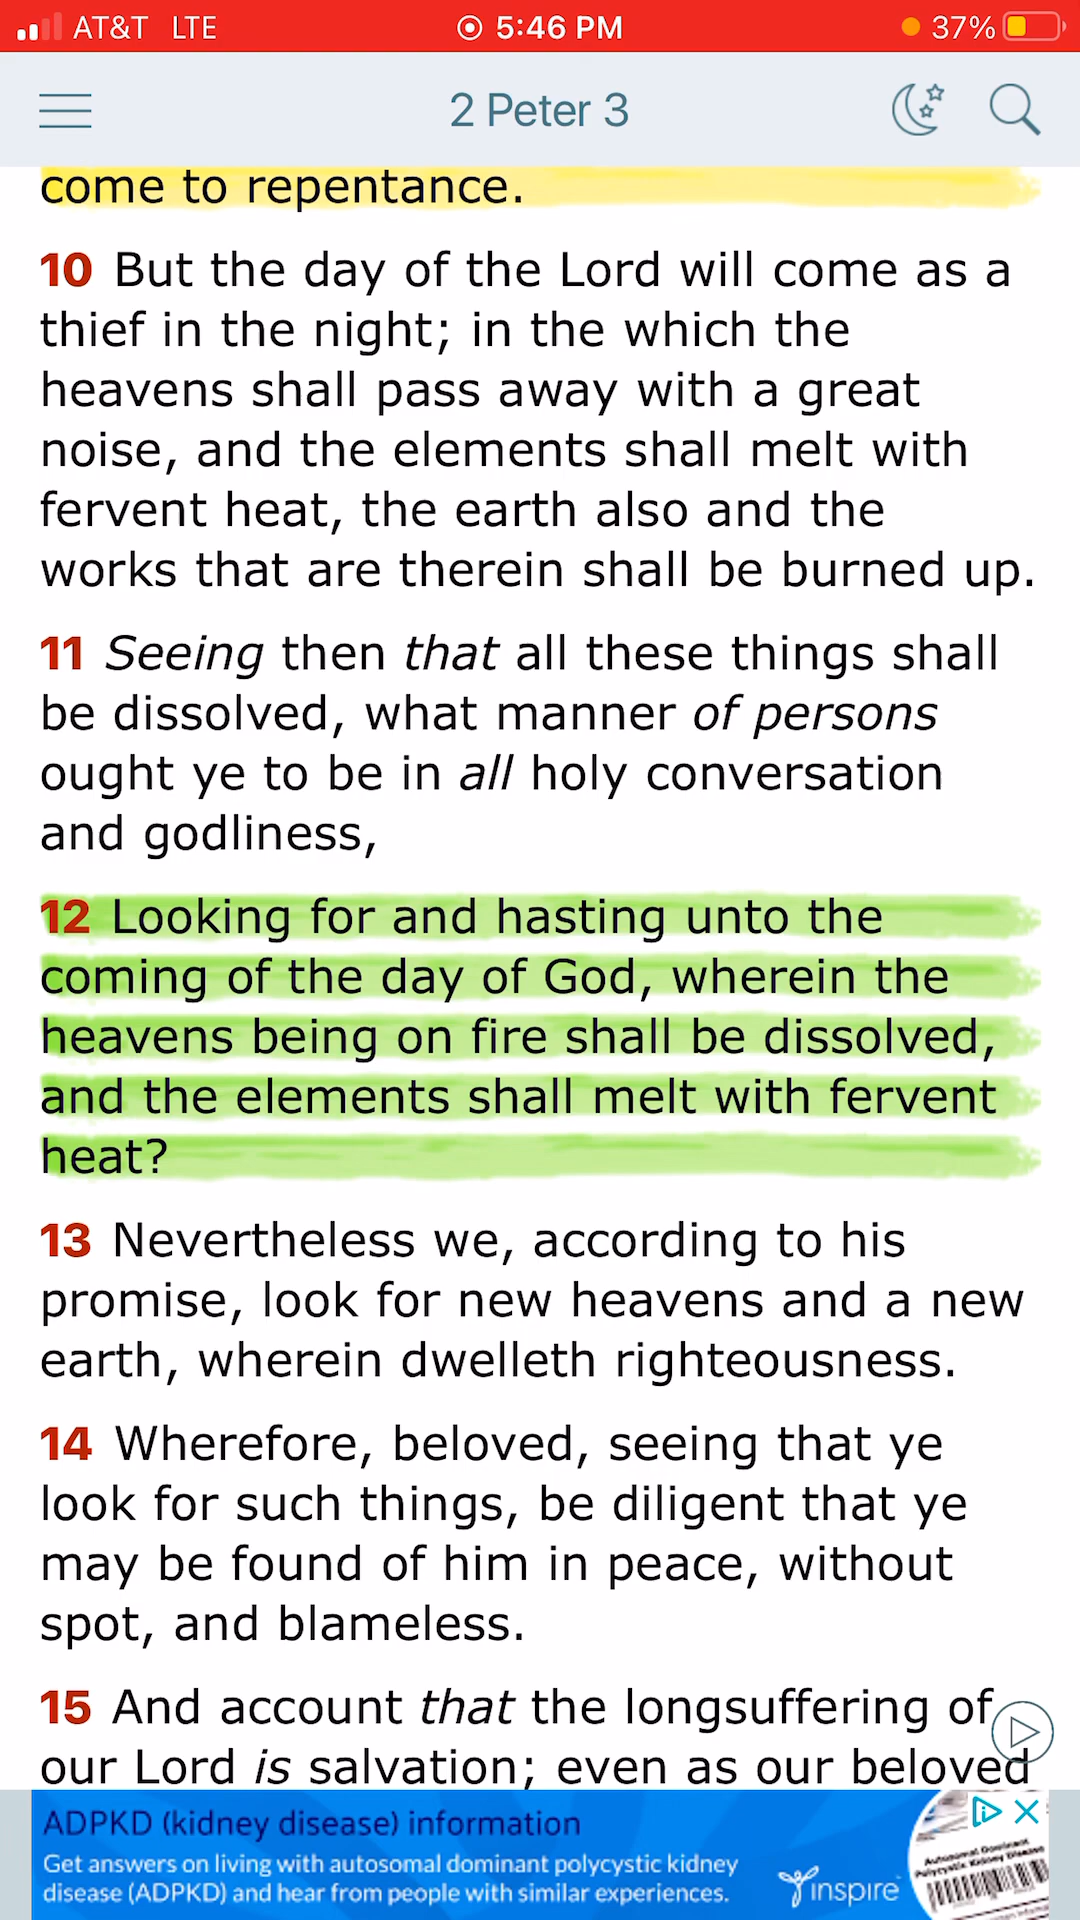 AT&T LTE 5:46 PM 37%
2 Peter 3
come to repentance.
10 But the day of the Lord will come as a
thief in the night; in the which the
heavens shall pass away with a great
noise, and the elements shall melt with
fervent heat, the earth also and the
works that are therein shall be burned up.
11 Seeing then that all these things shall
be dissolved, what manner of persons
ought ye to be in all holy conversation
and godliness,
12 Looking for and hasting unto the
coming of the day of God, wherein the
heavens being on fire shall be dissolved,
and the elements shall melt with fervent
heat?
13 Nevertheless we, according to his
promise, look for new heavens and a new
earth, wherein dwelleth righteousness.
14 Wherefore, beloved, seeing that ye
look for such things, be diligent that ye
may be found of him in peace, without
spot, and blameless.
15 And account that the longsuffering of
our Lord is salvation; even as our beloved
ADPKD (kidney disease) information
Get answers on living with autosomal dominant polycystic kidney
disease (ADPKD) and hear from people with similar experiences.
inspire
Autosomal Dominant
Polycystic Kidney Disease